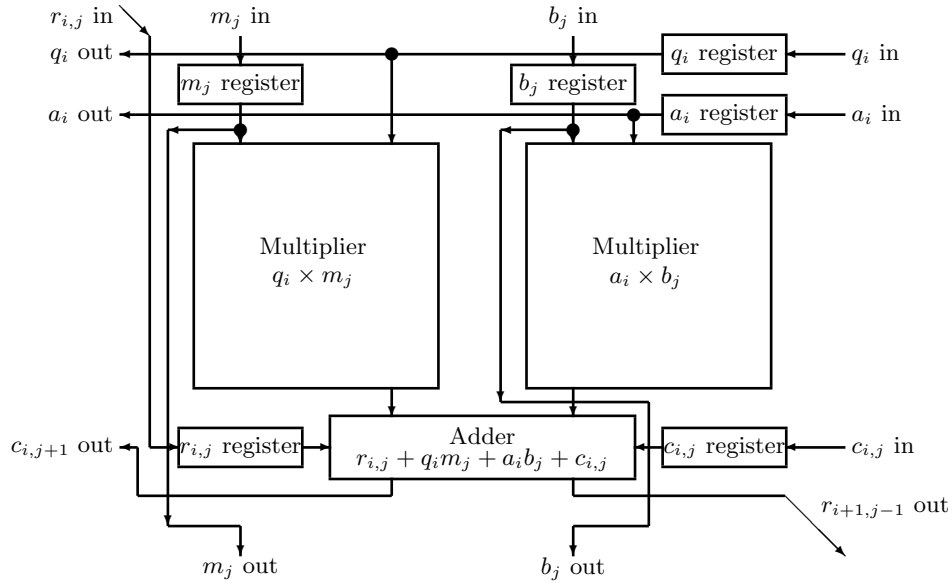 r_{i,j} in m_j in b_j in
q_i out q_i register q_i in
m_j register b_j register
a_i out a_i register a_i in
Multiplier Multiplier
q_i × m_j a_i × b_j
Adder
c_{i,j+1} out r_{i,j} register r_{i,j} + q_i m_j + a_i b_j + c_{i,j} c_{i,j} register c_{i,j} in
r_{i+1,j−1} out
m_j out b_j out